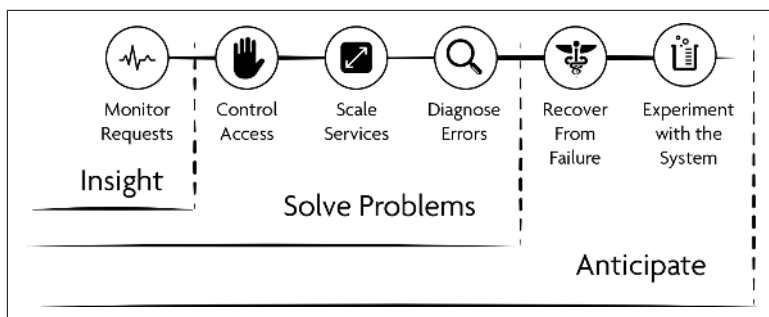 Monitor
Requests
Control
Access
Scale
Services
Diagnose
Errors
Recover
From
Failure
Experiment
with the
System
Insight
Solve Problems
Anticipate